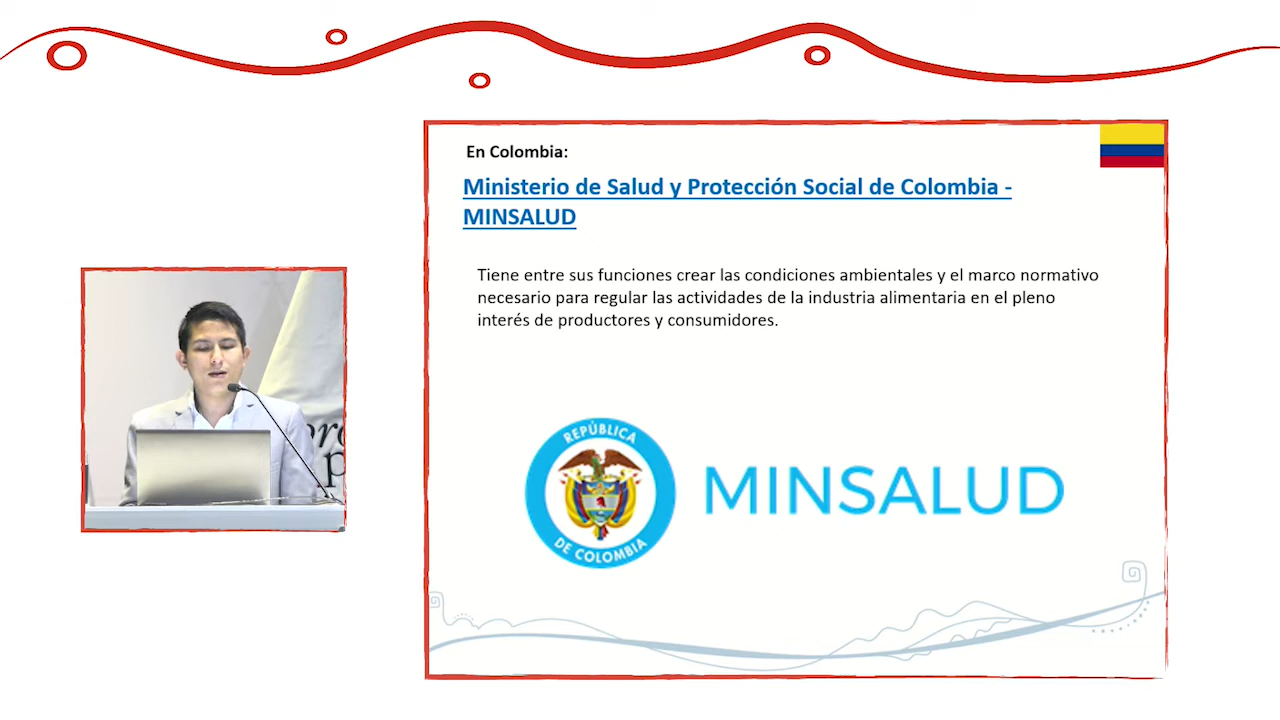 En Colombia:
Ministerio de Salud y Protección Social de Colombia -
MINSALUD
Tiene entre sus funciones crear las condiciones ambientales y el marco normativo
necesario para regular las actividades de la industria alimentaria en el pleno
interés de productores y consumidores.
REPÚBLICA
DE COLOMBIA
MINSALUD